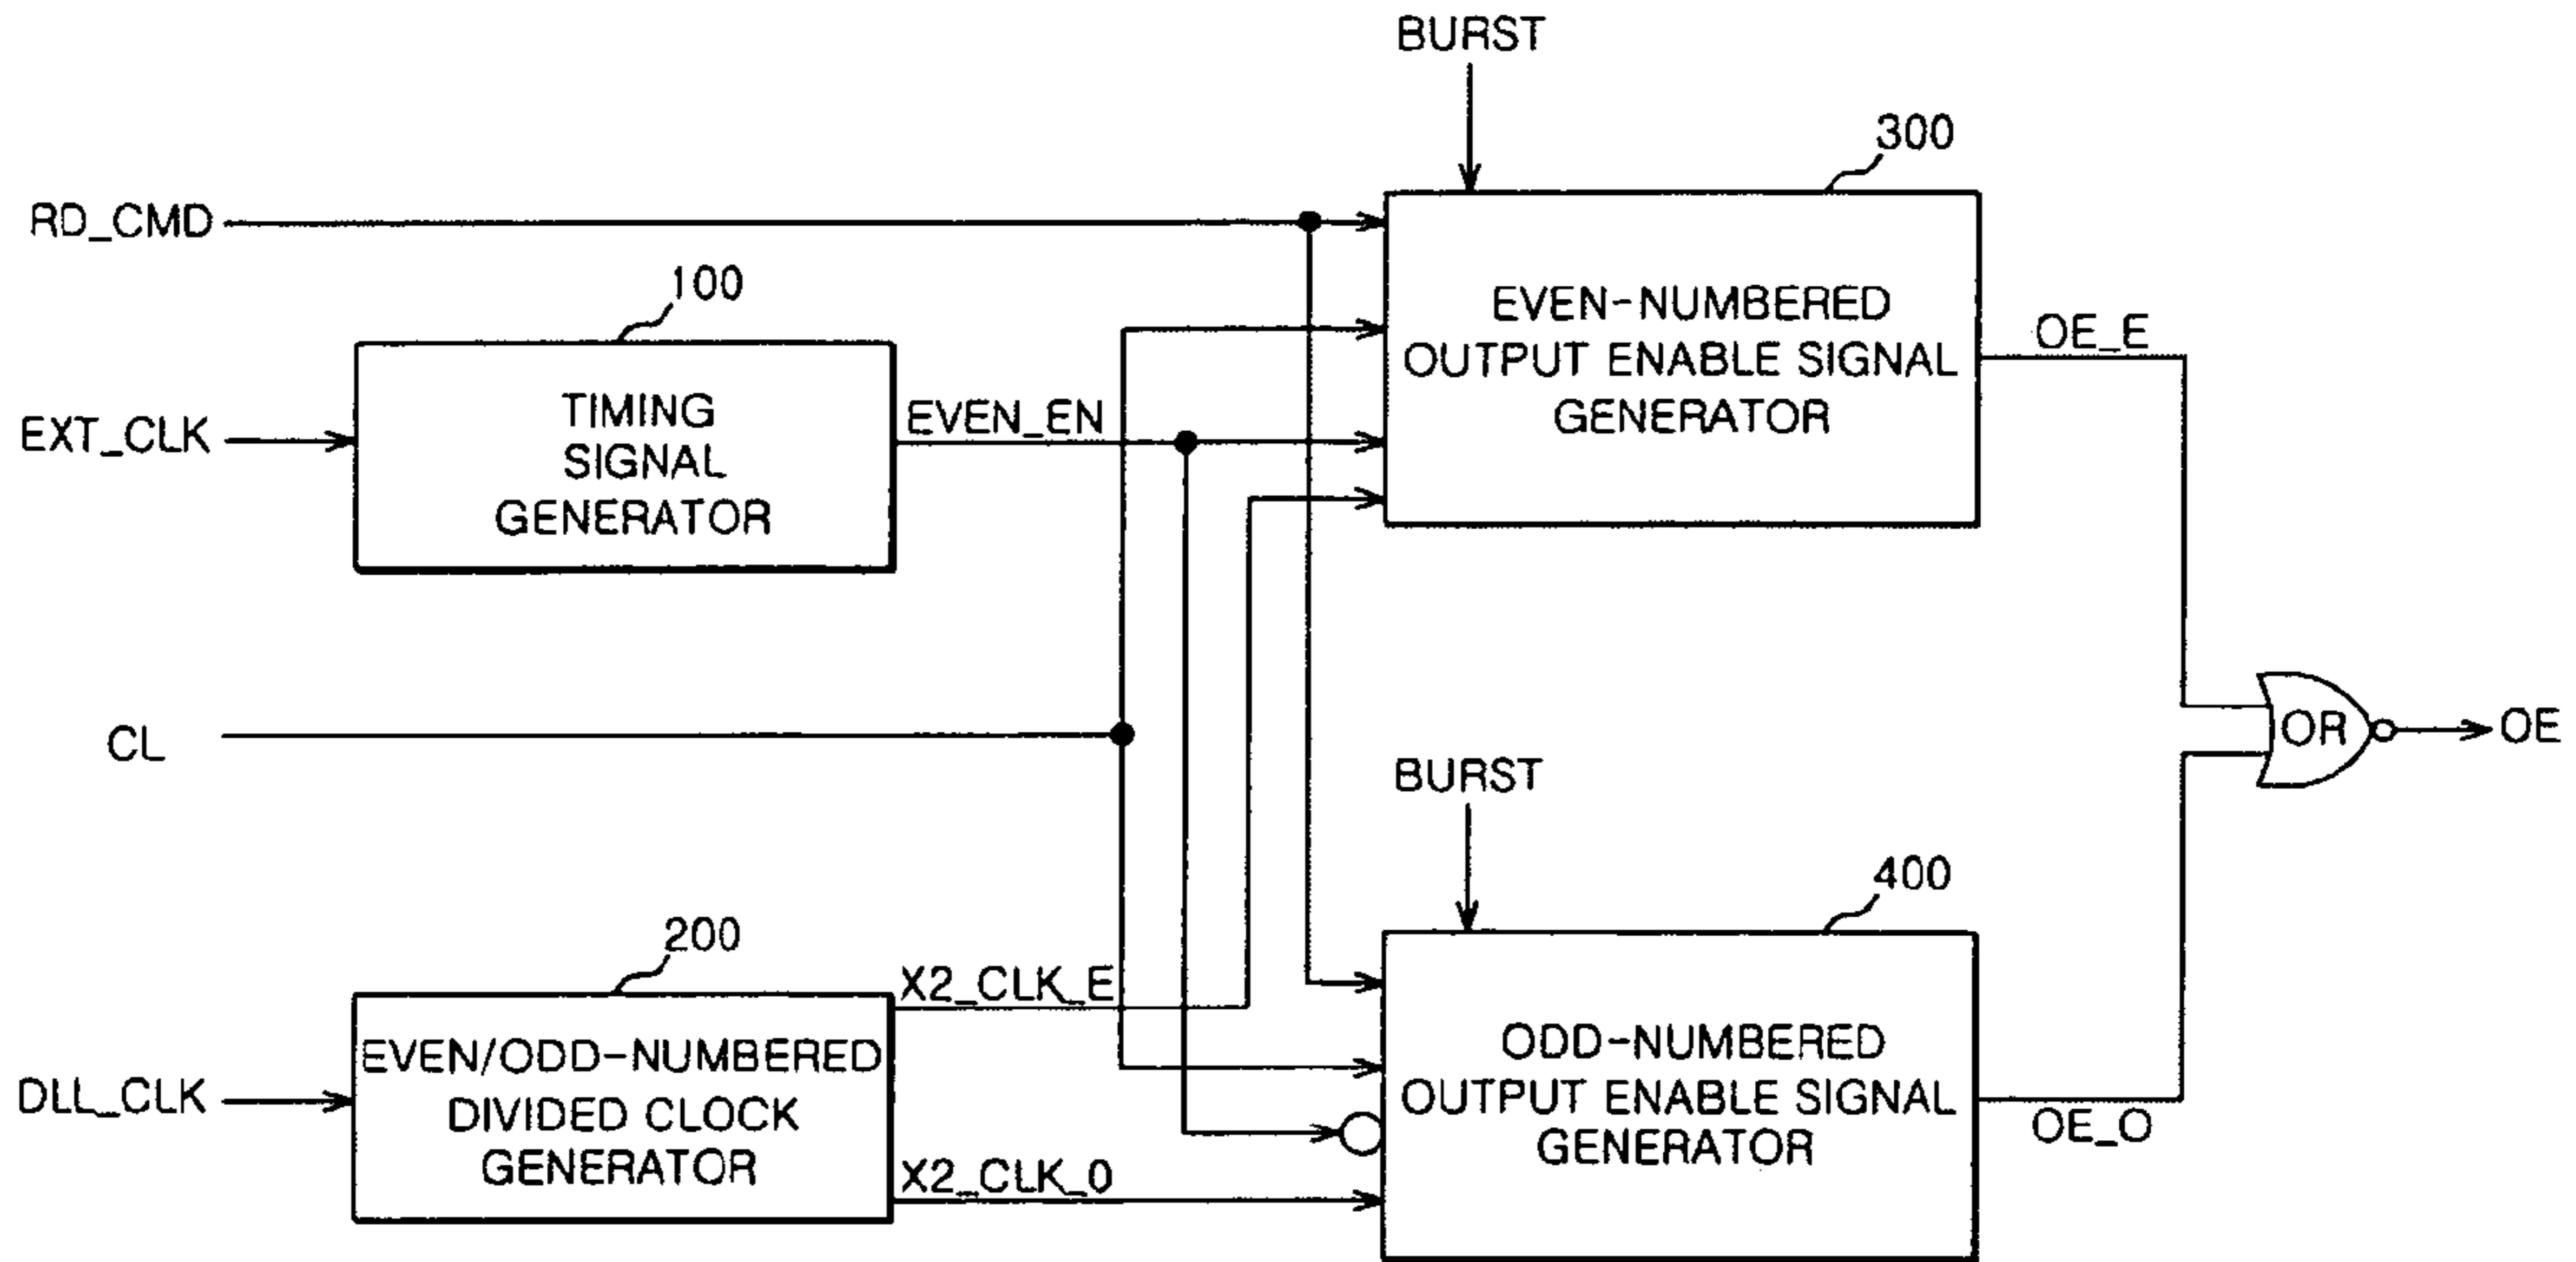 BURST
300
RD_CMD
100
EVEN-NUMBERED
OUTPUT ENABLE SIGNAL
GENERATOR
OE_E
TIMING
SIGNAL
GENERATOR
EXT_CLK
EVEN_EN
CL
OR
OE
BURST
400
200
X2_CLK_E
EVEN/ODD-NUMBERED
DIVIDED CLOCK
GENERATOR
DLL_CLK
X2_CLK_0
ODD-NUMBERED
OUTPUT ENABLE SIGNAL
GENERATOR
OE_O